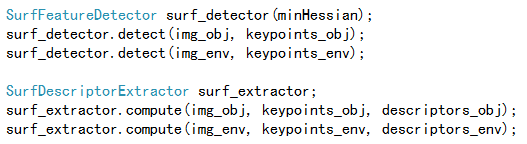 SurfFeatureDetector surf_detector(minHessian);
surf_detector.detect(img_obj, keypoints_obj);
surf_detector.detect(img_env, keypoints_env);
SurfDescriptorExtractor surf_extractor;
surf_extractor.compute(img_obj, keypoints_obj, descriptors_obj);
surf_extractor.compute(img_env, keypoints_env, descriptors_env);